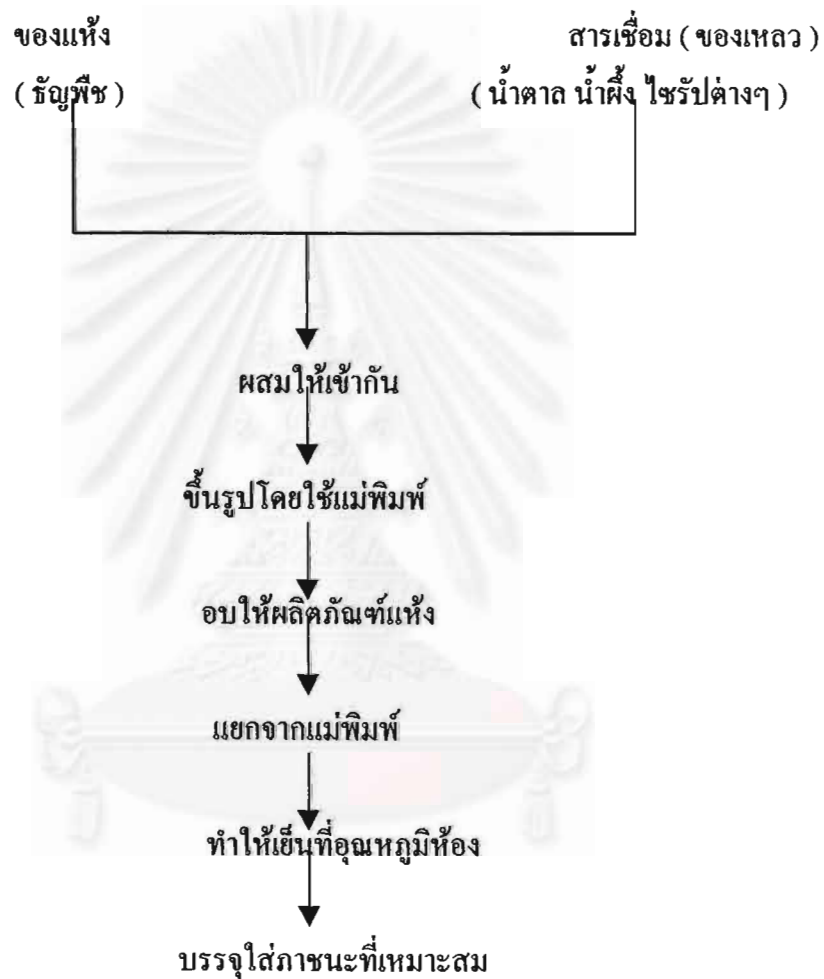 ของแห้ง
สารเชื่อม ( ของเหลว )
( ธัญพืช )
( น้ำตาล น้ำผึ้ง ไซรัปต่างๆ )
ผสมให้เข้ากัน
ขึ้นรูปโดยใช้แม่พิมพ์
อบให้ผลิตภัณฑ์แห้ง
แยกจากแม่พิมพ์
ทำให้เย็นที่อุณหภูมิห้อง
บรรจุใส่ภาชนะที่เหมาะสม